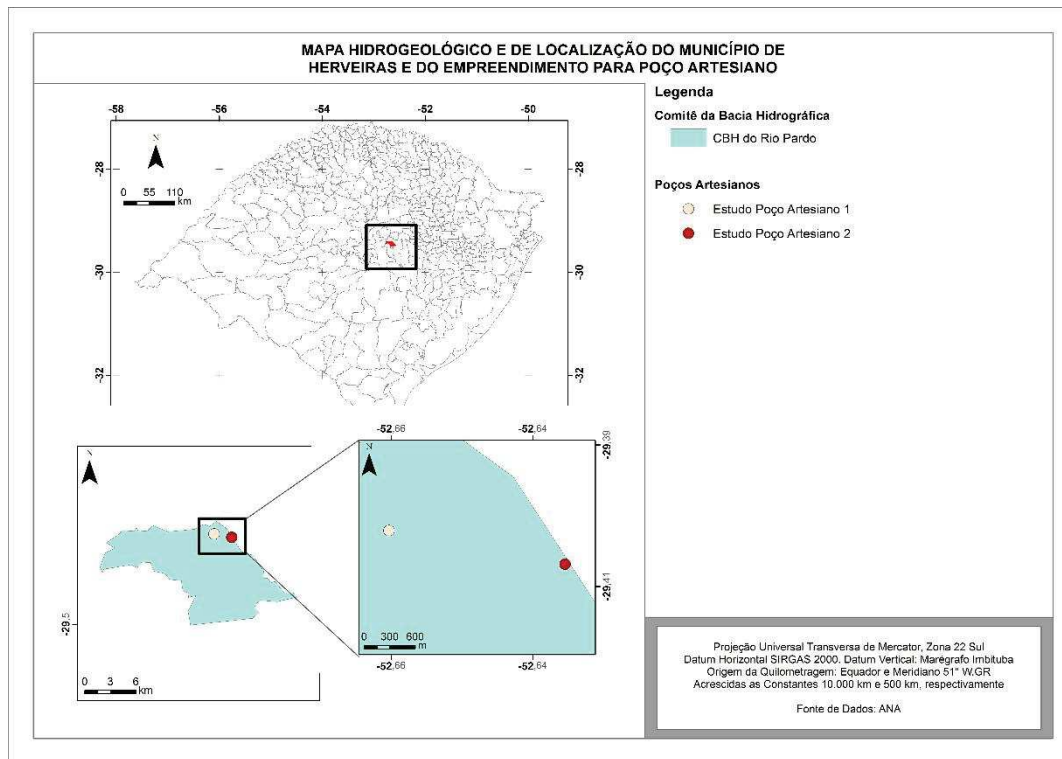 MAPA HIDROGEOLÓGICO E DE LOCALIZAÇÃO DO MUNICÍPIO DE
HERVEIRAS E DO EMPREENDIMENTO PARA POÇO ARTESIANO
-58 -56 -54 -52 -50
N
0 55 110
km
-28 -28
-30 -30
-32 -32
Legenda
Comitê da Bacia Hidrográfica
CBH do Rio Pardo
Poços Artesianos
Estudo Poço Artesiano 1
Estudo Poço Artesiano 2
N
-29,5
0 3 6
km
-52,66 -52,64
N
-29,39
-29,41
0 300 600
m
-52,66 -52,64
Projeção Universal Transversa de Mercator, Zona 22 Sul
Datum Horizontal SIRGAS 2000. Datum Vertical: Marégrafo Imbituba
Origem da Quilometragem: Equador e Meridiano 51° W.GR
Acrescidas as Constantes 10.000 km e 500 km, respectivamente
Fonte de Dados: ANA